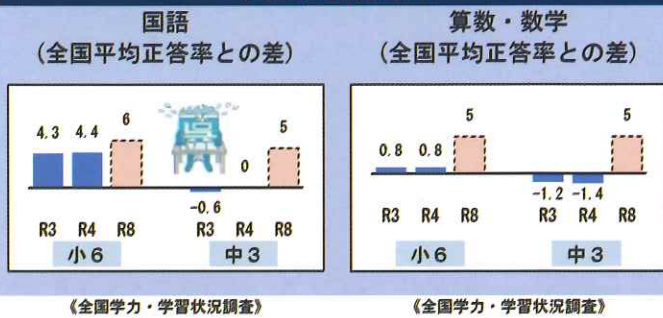 国語
(全国平均正答率との差)
4.3 4.4 6
-0.6 0 5
R3 R4 R8 R3 R4 R8
小6 中3
《全国学力・学習状況調査》
算数・数学
(全国平均正答率との差)
0.8 0.8 5
-1.2 -1.4 5
R3 R4 R8 R3 R4 R8
小6 中3
《全国学力・学習状況調査》